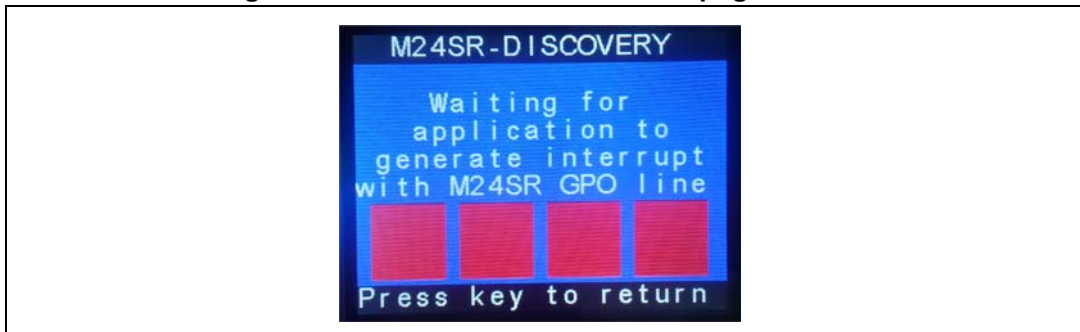 M24SR-DISCOVERY
Waiting for
application to
generate interrupt
with M24SR GPO line
Press key to return